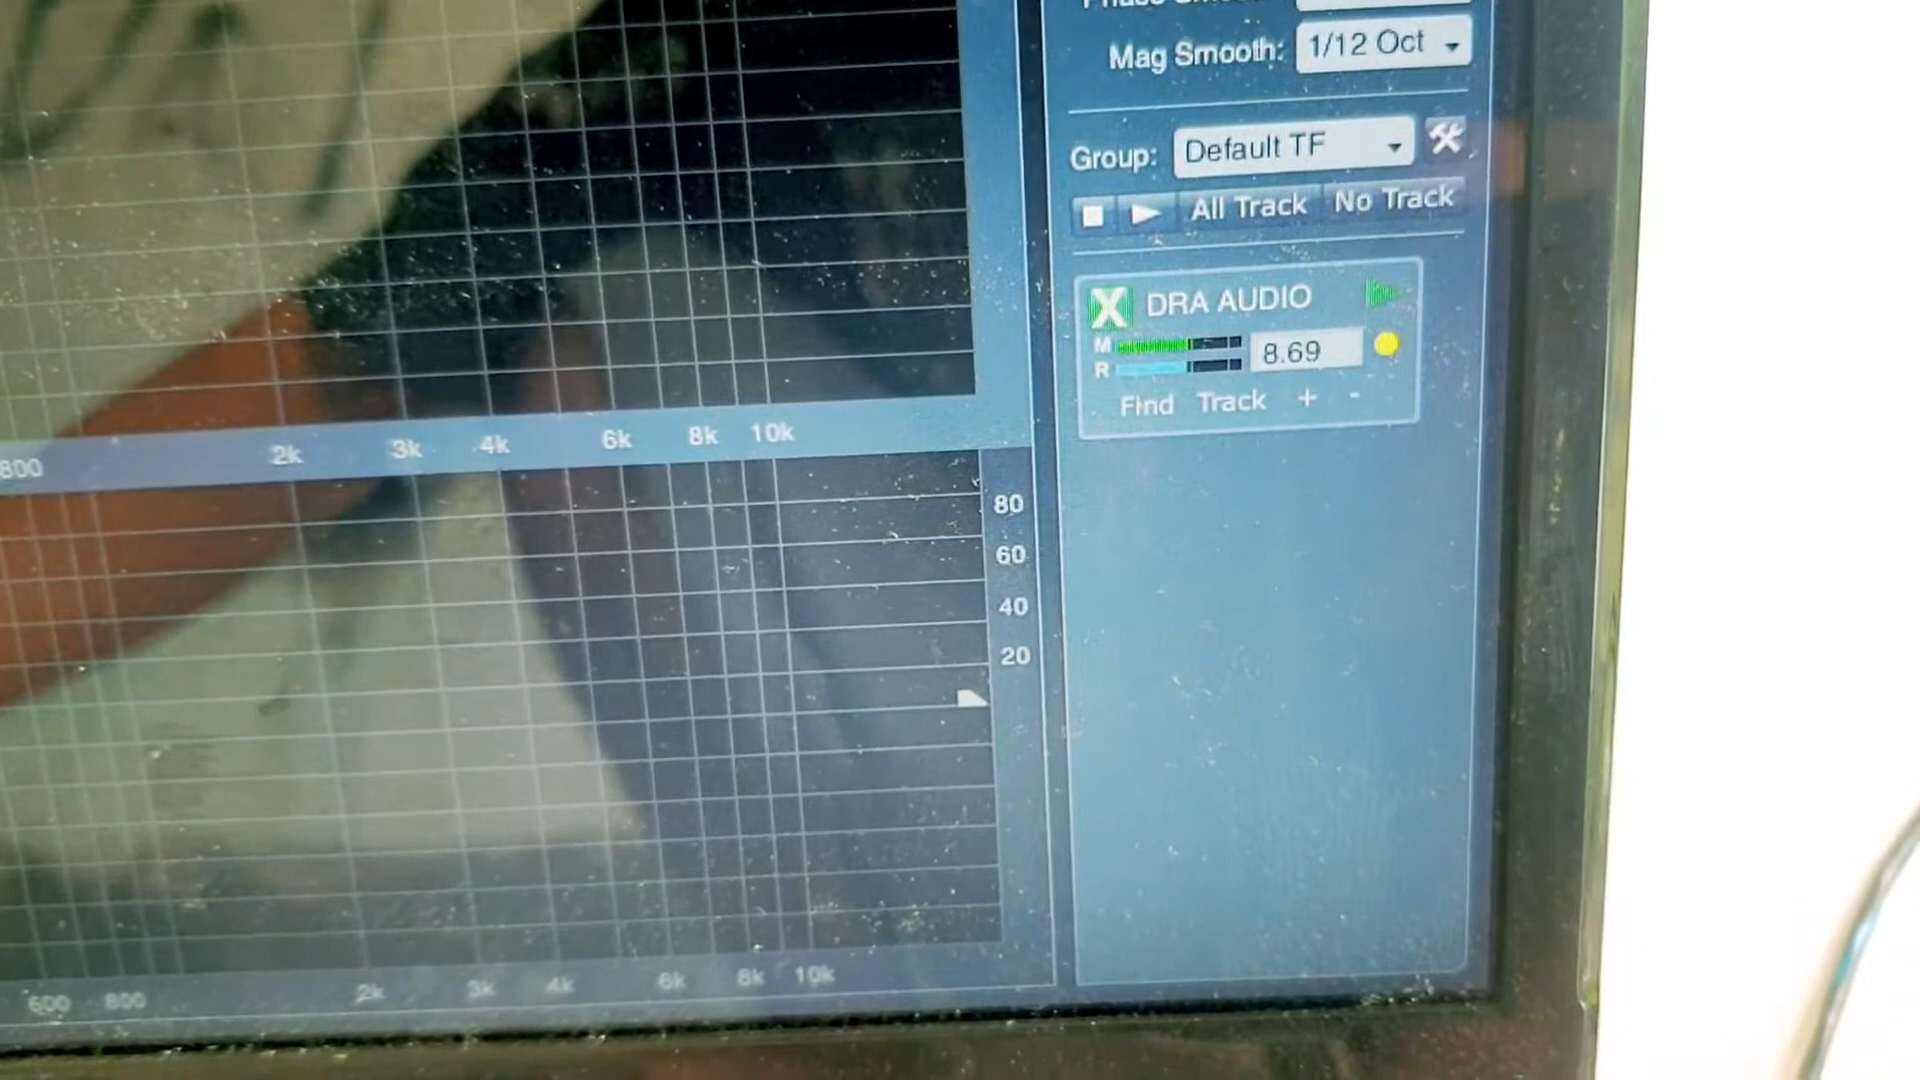 Mag Smooth: 1/12 Oct
Group: Default TF
All Track No Track
X DRA AUDIO
M
R
8.69
Find Track + -
800 2k 3k 4k 6k 8k 10k
80
60
40
20
600 800 2k 3k 4k 6k 8k 10k